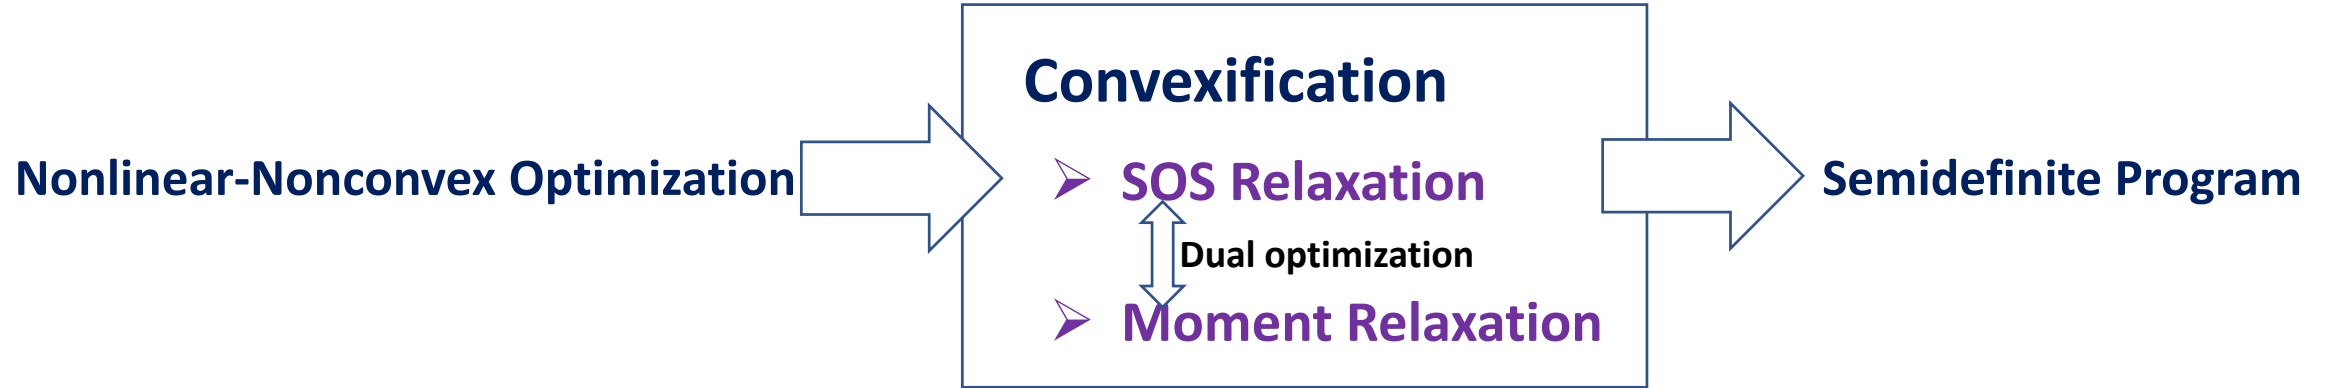 Convexification
Nonlinear-Nonconvex Optimization
SOS Relaxation
Semidefinite Program
Dual optimization
Moment Relaxation